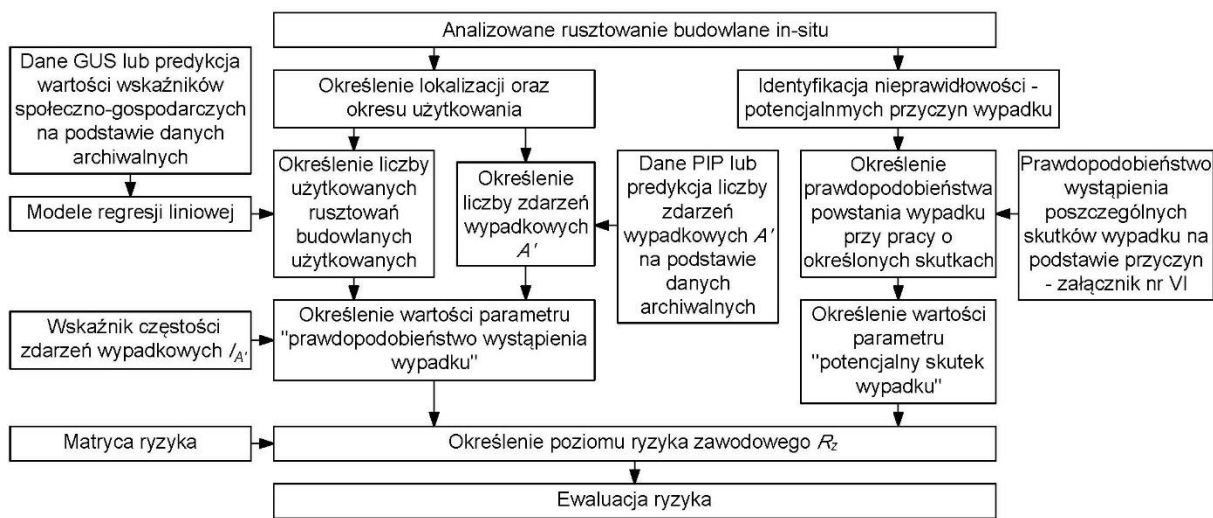 Analizowane rusztowanie budowlane in-situ
Dane GUS lub predykcja
wartości wskaźników
społeczno-gospodarczych
na podstawie danych
archiwalnych
Określenie lokalizacji oraz
okresu użytkowania
Identyfikacja nieprawidłowości -
potencjalnmych przyczyn wypadku
Modele regresji liniowej
Określenie liczby
użytkowanych
rusztowań
budowlanych
użytkowanych
Określenie
liczby zdarzeń
wypadkowych
A'
Dane PIP lub
predykcja liczby
zdarzeń
wypadkowych A'
na podstawie
danych
archiwalnych
Określenie
prawdopodobieństwa
powstania wypadku
przy pracy o
określonych skutkach
Prawdopodobieństwo
wystąpienia
poszczególnych
skutków wypadku na
podstawie przyczyn
- załącznik nr VI
Wskaźnik częstości
zdarzeń wypadkowych I_A'
Określenie wartości parametru
"prawdopodobieństwo wystąpienia
wypadku"
Określenie wartości
parametru
"potencjalny skutek
wypadku"
Matryca ryzyka
Określenie poziomu ryzyka zawodowego R_z
Ewaluacja ryzyka